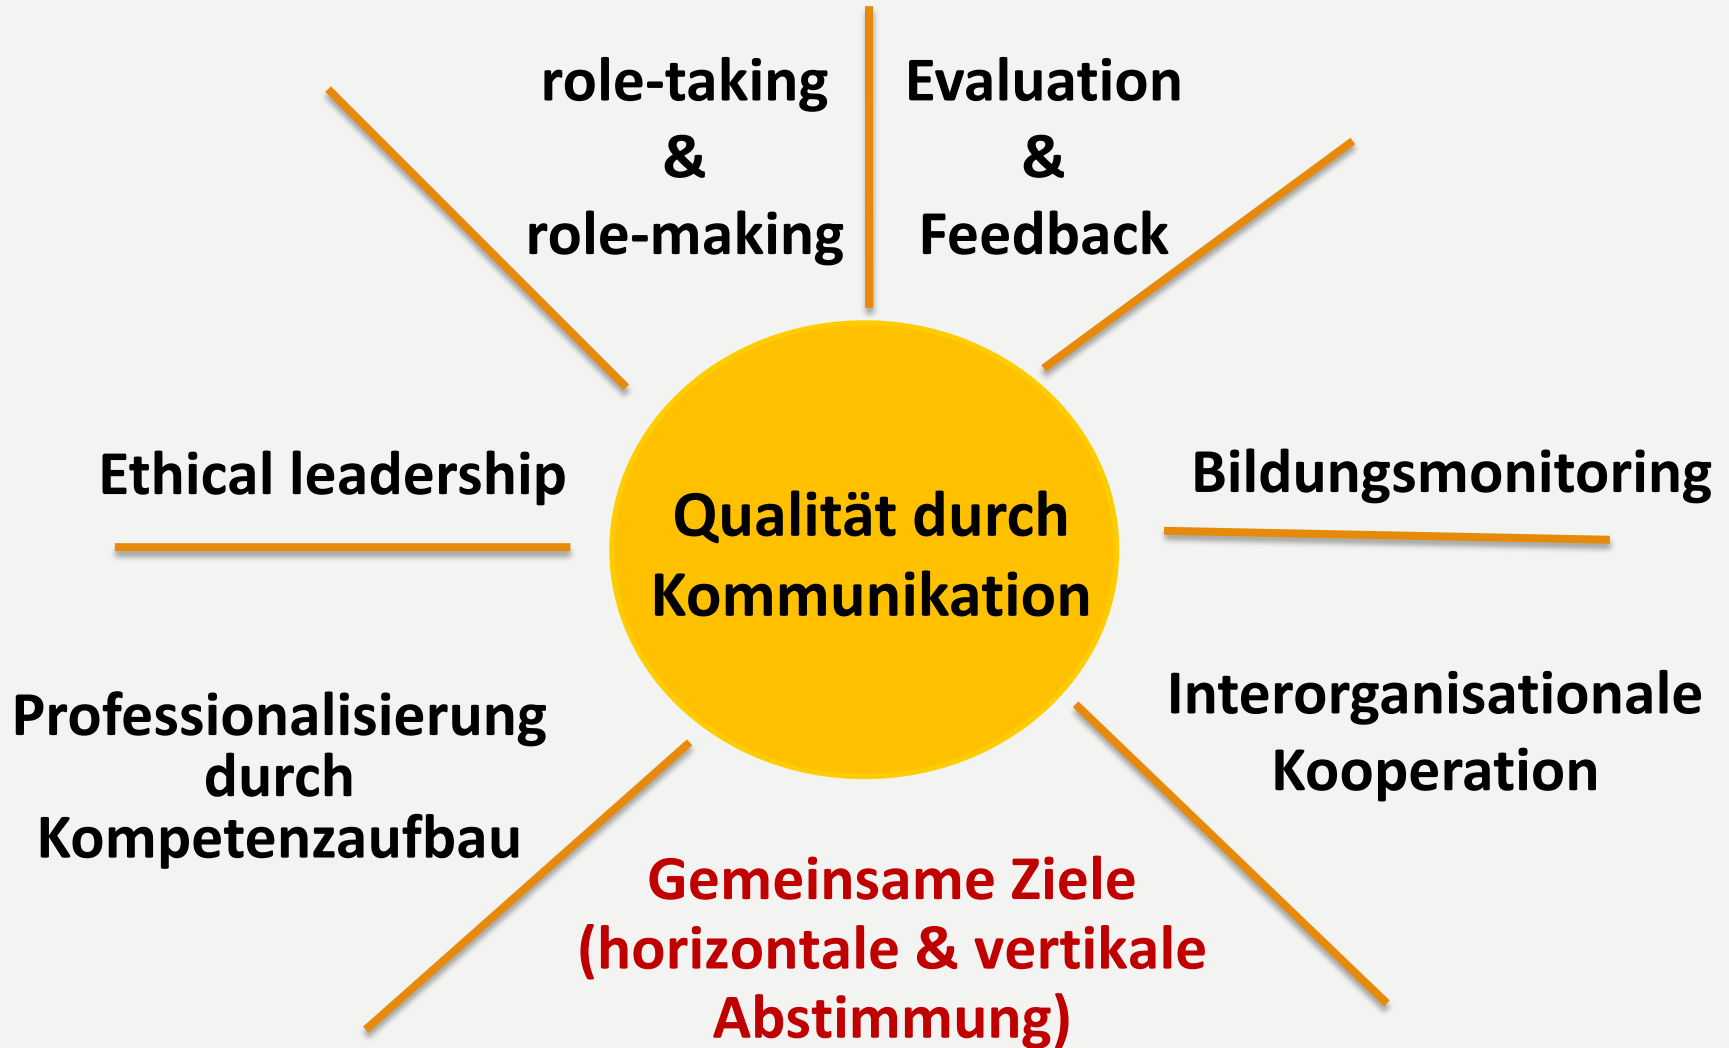 role-taking
&
role-making
Evaluation
&
Feedback
Ethical leadership
Bildungsmonitoring
Qualität durch
Kommunikation
Professionalisierung
durch
Kompetenzaufbau
Interorganisationale
Kooperation
Gemeinsame Ziele
(horizontale & vertikale
Abstimmung)